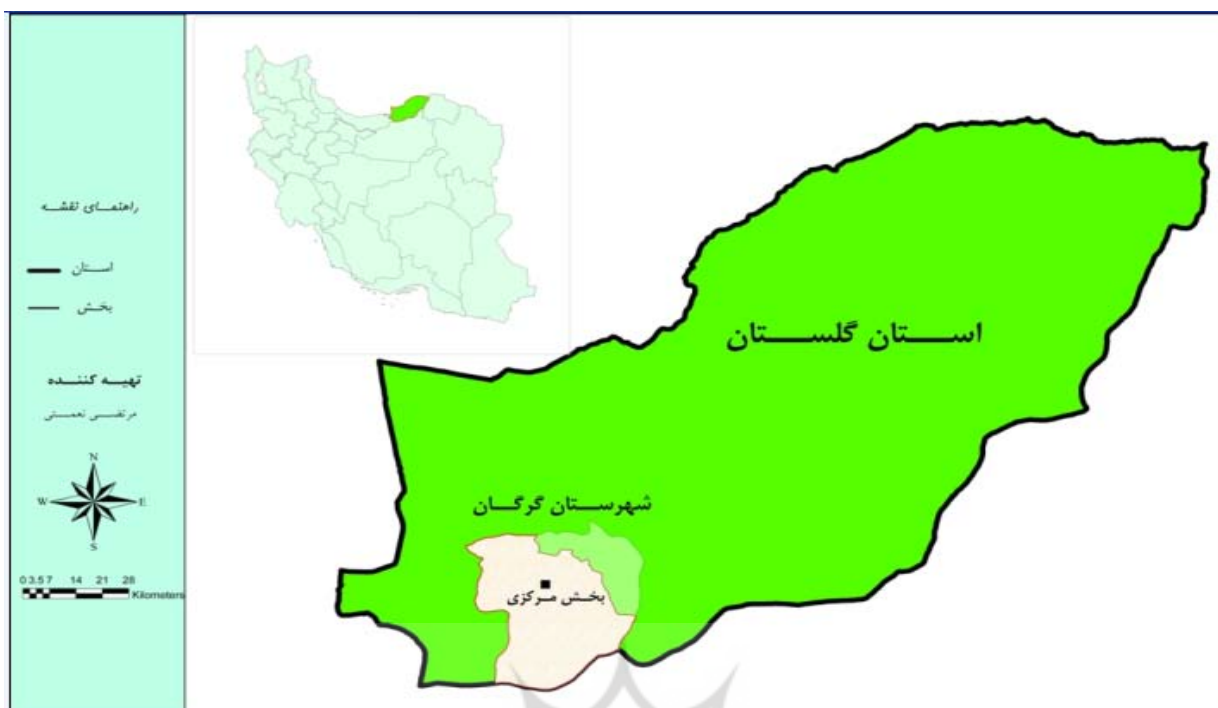 راهنمای نقشه
استان
بخش
تهیه کننده
مرتضی نعمتی
N
W E
S
0 3.5 7 14 21 28
Kilometers
استان گلستان
شهرستان گرگان
بخش مرکزی